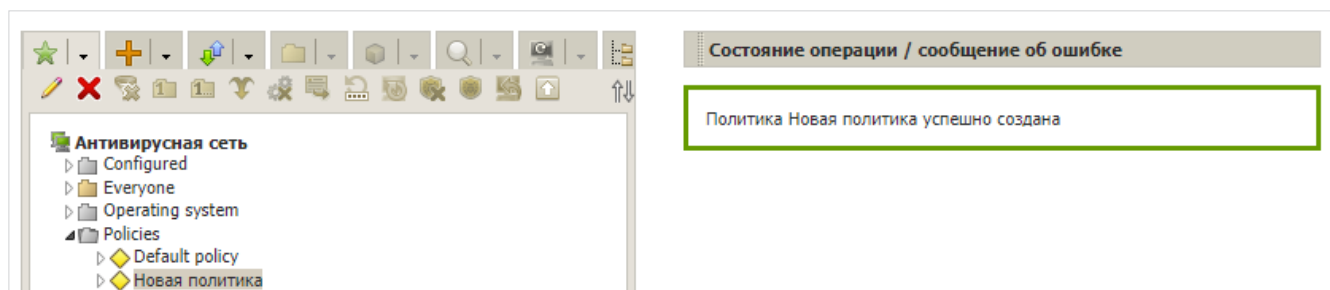 Состояние операции / сообщение об ошибке
Политика Новая политика успешно создана
Антивирусная сеть
Configured
Everyone
Operating system
Policies
Default policy
Новая политика